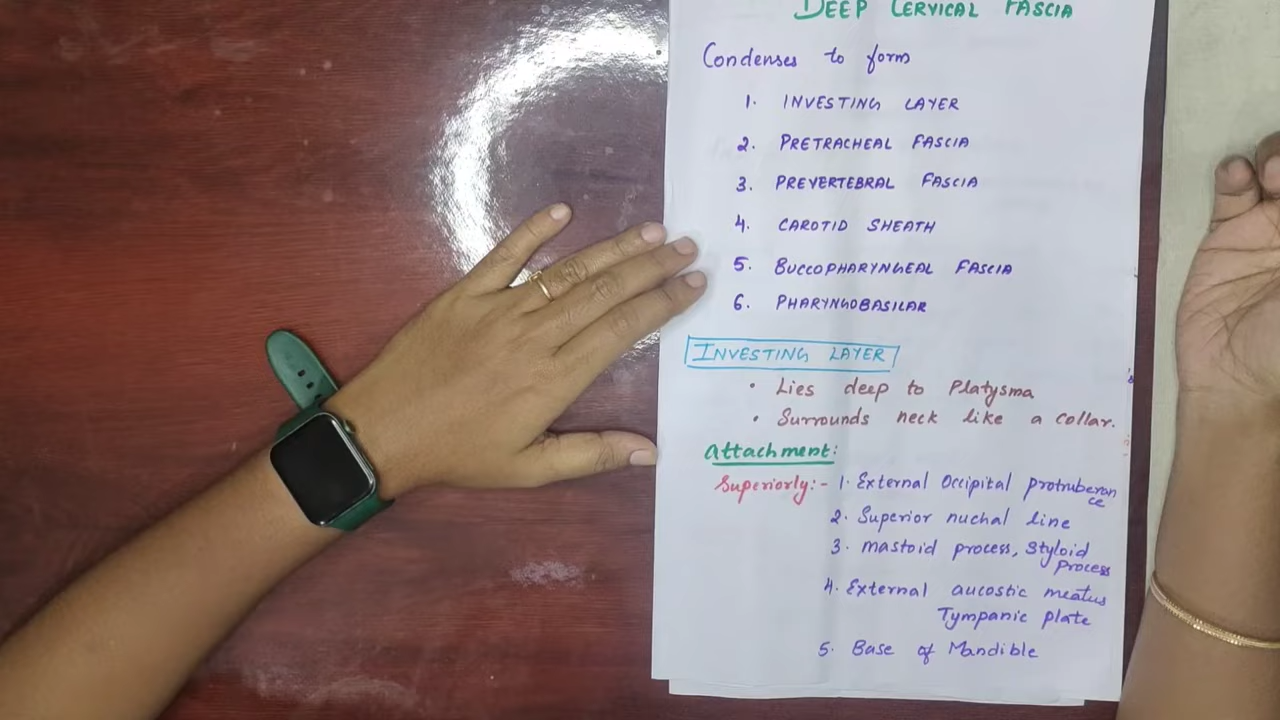 DEEP CERVICAL FASCIA
Condenses to form
1. INVESTING LAYER
2. PRETRACHEAL FASCIA
3. PREVERTEBRAL FASCIA
4. CAROTID SHEATH
5. BUCCOPHARYNGEAL FASCIA
6. PHARYNGOBASILAR
INVESTING LAYER
• Lies deep to Platysma
• Surrounds neck like a collar.
Attachment:
Superiorly:- 1. External Occipital protruberan
ce
2. Superior nuchal line
3. mastoid process, Styloid
Process
4. External aucostic meatus
Tympanic plate
5. Base of Mandible